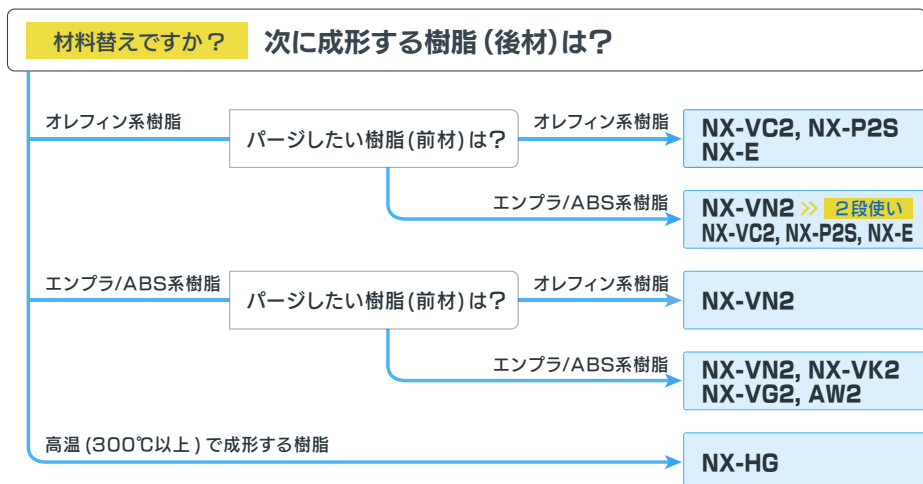 材料替えですか? 次に成形する樹脂(後材)は?
オレフィン系樹脂
パージしたい樹脂(前材)は?
オレフィン系樹脂
NX-VC2, NX-P2S
NX-E
エンプラ/ABS系樹脂
NX-VN2 » 2段使い
NX-VC2, NX-P2S, NX-E
エンプラ/ABS系樹脂
パージしたい樹脂(前材)は?
オレフィン系樹脂
NX-VN2
エンプラ/ABS系樹脂
NX-VN2, NX-VK2
NX-VG2, AW2
高温(300℃以上)で成形する樹脂
NX-HG